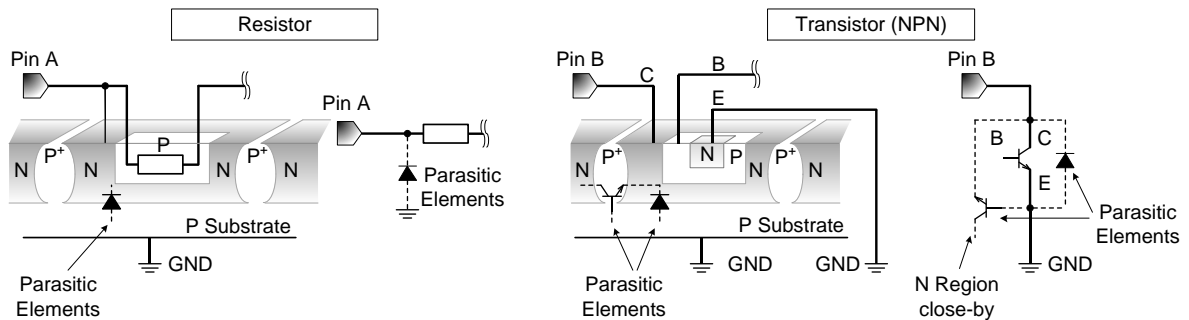 Resistor
Pin A
N
P+
N
P
N
P+
N
P Substrate
GND
Parasitic
Elements
Pin A
Parasitic
Elements
Transistor (NPN)
Pin B
C
B
E
N
P+
N
N
P
P+
N
N
P Substrate
Parasitic
Elements
GND
GND
Pin B
B
C
E
Parasitic
Elements
GND
N Region
close-by